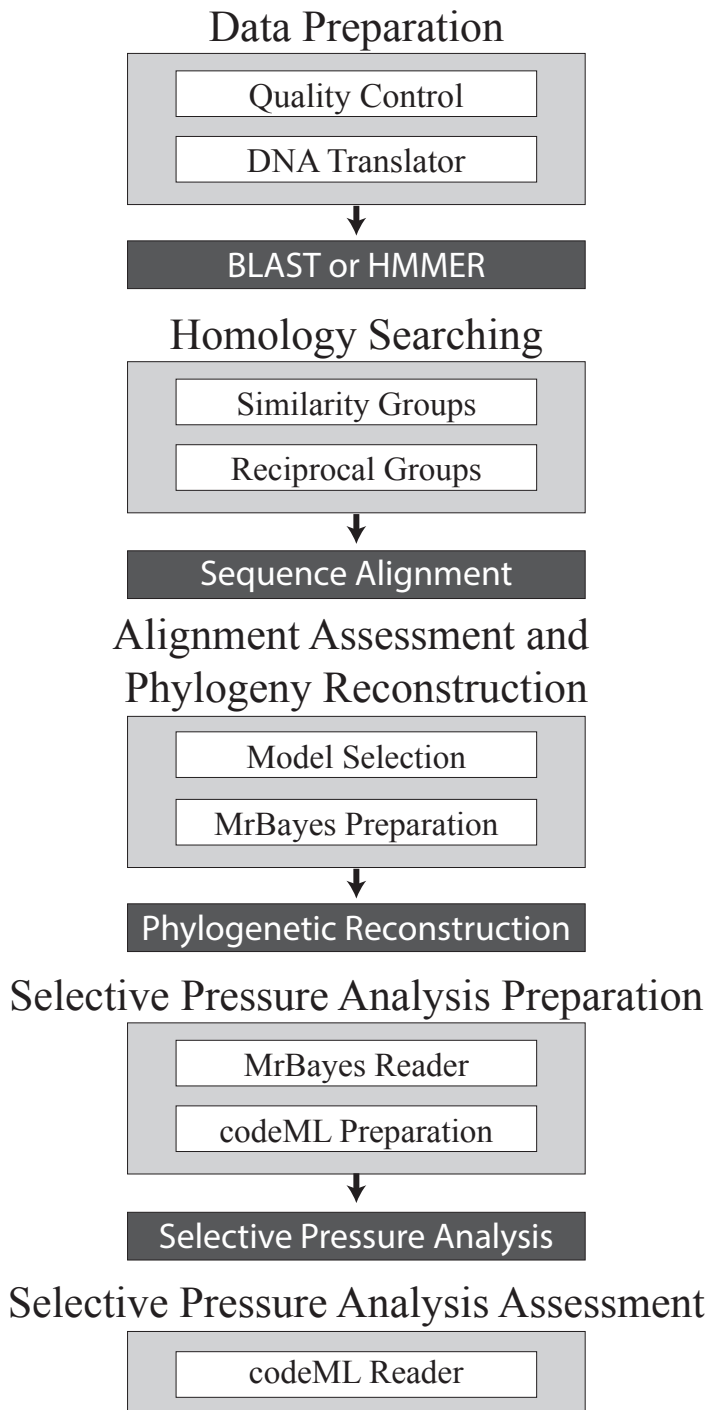 Data Preparation
Quality Control
DNA Translator
BLAST or HMMER
Homology Searching
Similarity Groups
Reciprocal Groups
Sequence Alignment
Alignment Assessment and
Phylogeny Reconstruction
Model Selection
MrBayes Preparation
Phylogenetic Reconstruction
Selective Pressure Analysis Preparation
MrBayes Reader
codeML Preparation
Selective Pressure Analysis
Selective Pressure Analysis Assessment
codeML Reader